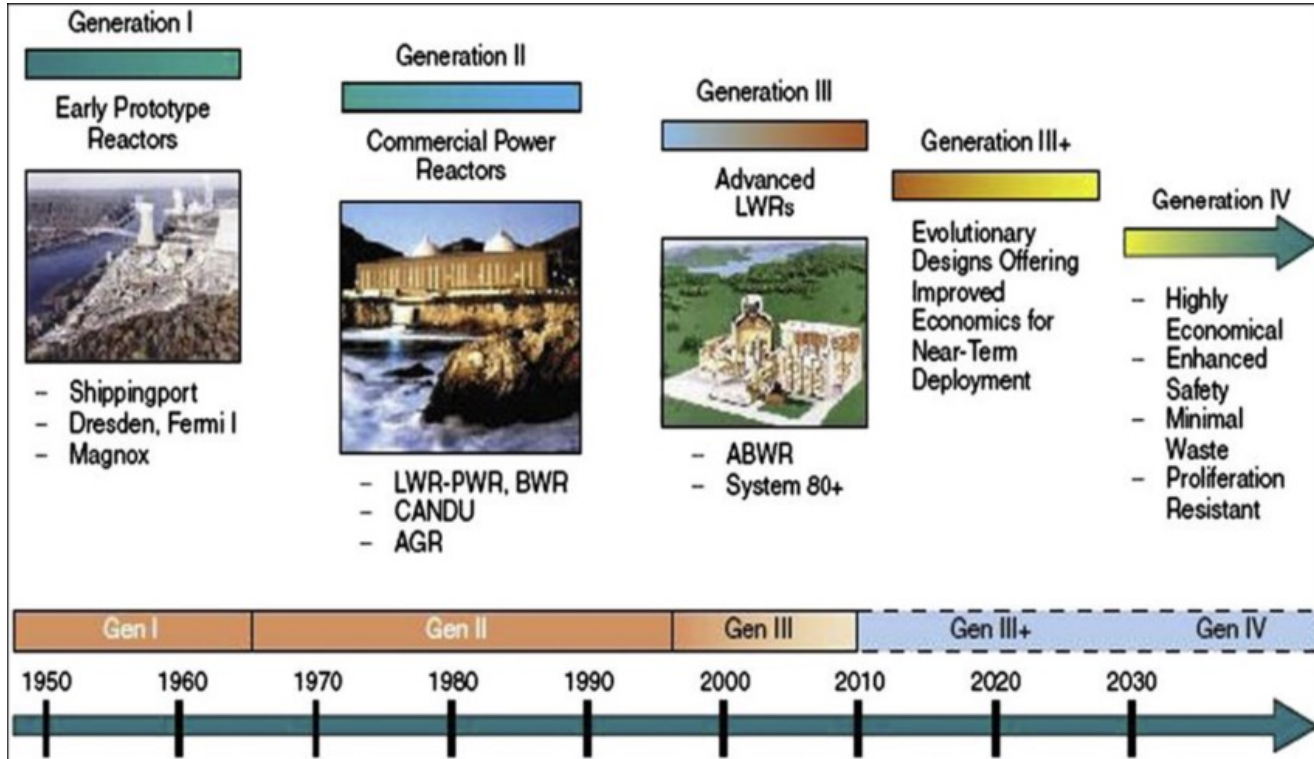 Generation I
Early Prototype
Reactors
– Shippingport
– Dresden, Fermi I
– Magnox
Generation II
Commercial Power
Reactors
– LWR-PWR, BWR
– CANDU
– AGR
Generation III
Advanced
LWRs
– ABWR
– System 80+
Generation III+
Evolutionary
Designs Offering
Improved
Economics for
Near-Term
Deployment
Generation IV
– Highly
Economical
– Enhanced
Safety
– Minimal
Waste
– Proliferation
Resistant
Gen I Gen II Gen III Gen III+ Gen IV
1950 1960 1970 1980 1990 2000 2010 2020 2030